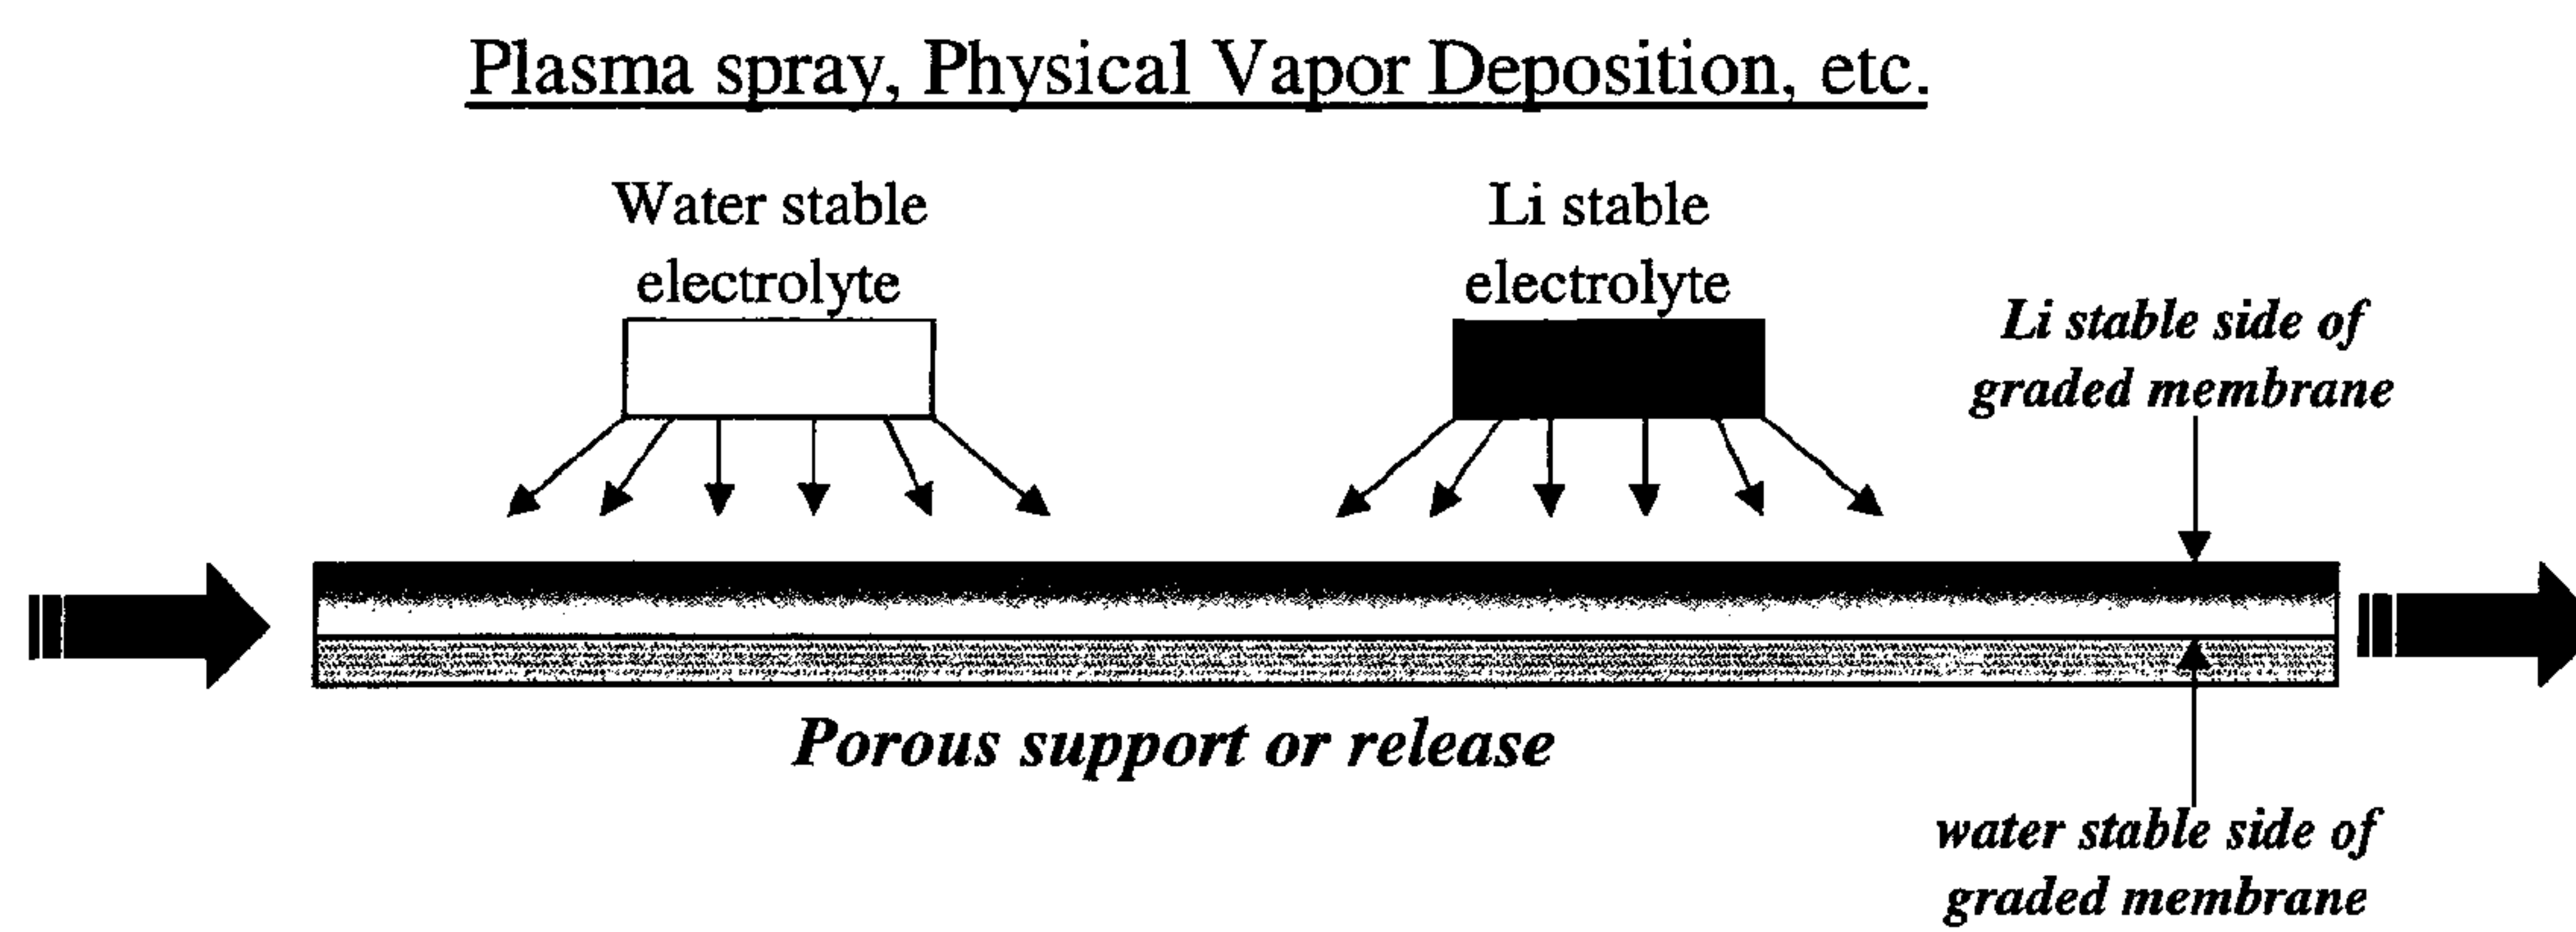 Plasma spray, Physical Vapor Deposition, etc.
Water stable
electrolyte
Li stable
electrolyte
Li stable side of
graded membrane
Porous support or release
water stable side of
graded membrane